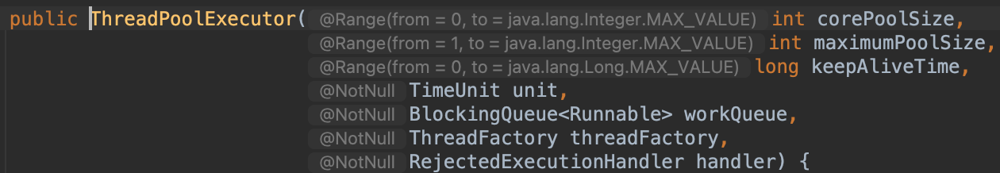 public ThreadPoolExecutor( @Range(from = 0, to = java.lang.Integer.MAX_VALUE) int corePoolSize,
@Range(from = 1, to = java.lang.Integer.MAX_VALUE) int maximumPoolSize,
@Range(from = 0, to = java.lang.Long.MAX_VALUE) long keepAliveTime,
@NotNull TimeUnit unit,
@NotNull BlockingQueue<Runnable> workQueue,
@NotNull ThreadFactory threadFactory,
@NotNull RejectedExecutionHandler handler) {